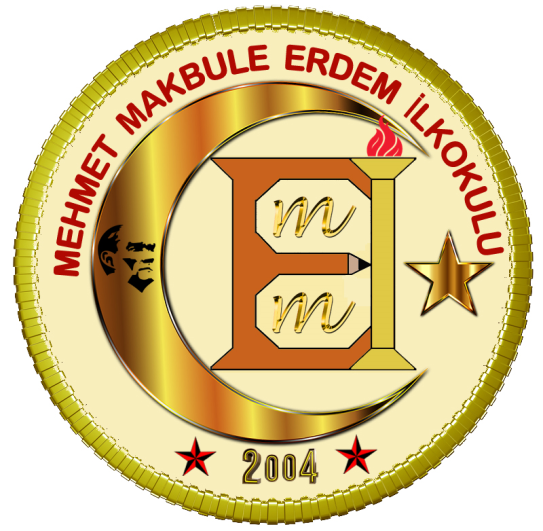 MEHMET MAKBULE ERDEM İLKOKULU
E İ
m
m
2004